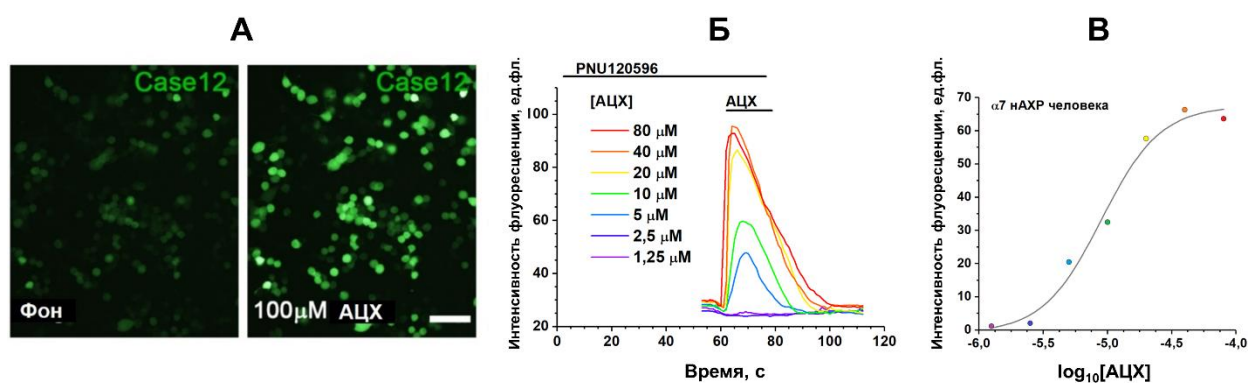 А
Case12
Фон
Case12
100μM АЦХ
Б
Интенсивность флуоресценции, ед.фл.
PNU120596
[АЦХ]
АЦХ
80 μM
40 μM
20 μM
10 μM
5 μM
2,5 μM
1,25 μM
100
80
60
40
20
0 20 40 60 80 100 120
Время, с
В
Интенсивность флуоресценции, ед.фл.
α7 нАХР человека
70
60
50
40
30
20
10
0
-6,0 -5,5 -5,0 -4,5 -4,0
log10[АЦХ]